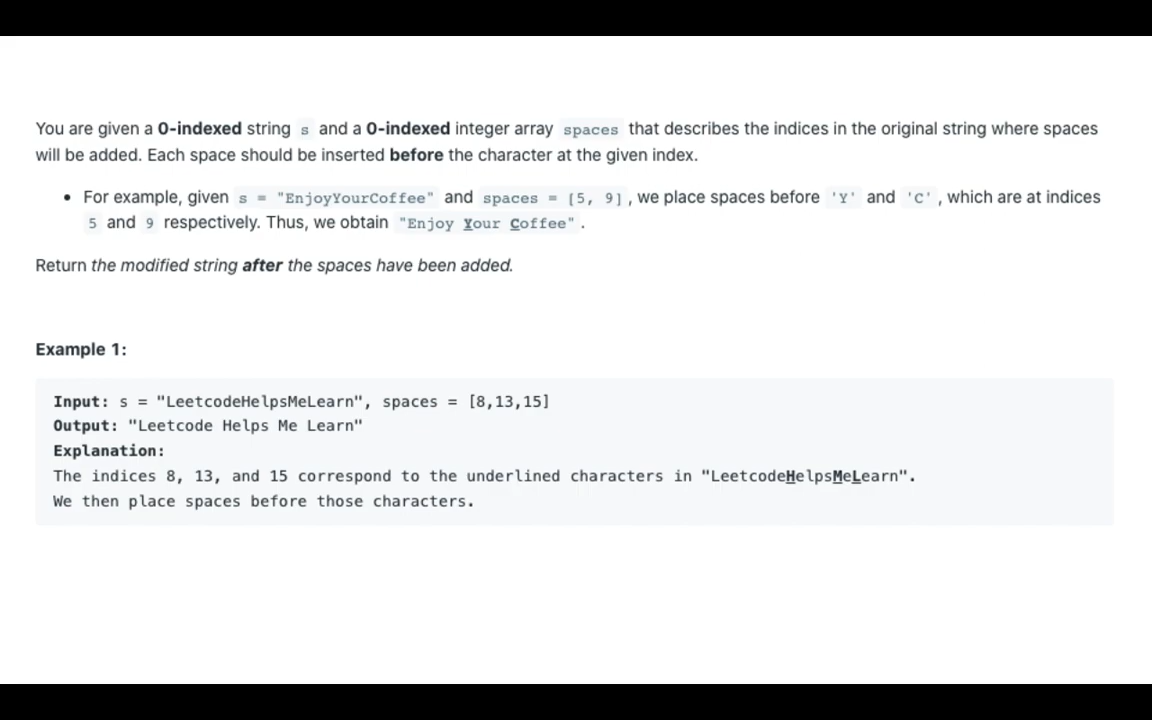 You are given a 0-indexed string s and a 0-indexed integer array spaces that describes the indices in the original string where spaces
will be added. Each space should be inserted before the character at the given index.
• For example, given s = "EnjoyYourCoffee" and spaces = [5, 9], we place spaces before 'Y' and 'C', which are at indices
5 and 9 respectively. Thus, we obtain "Enjoy Your Coffee".
Return the modified string after the spaces have been added.
Example 1:
Input: s = "LeetcodeHelpsMeLearn", spaces = [8,13,15]
Output: "Leetcode Helps Me Learn"
Explanation:
The indices 8, 13, and 15 correspond to the underlined characters in "LeetcodeHelpsMeLearn".
We then place spaces before those characters.